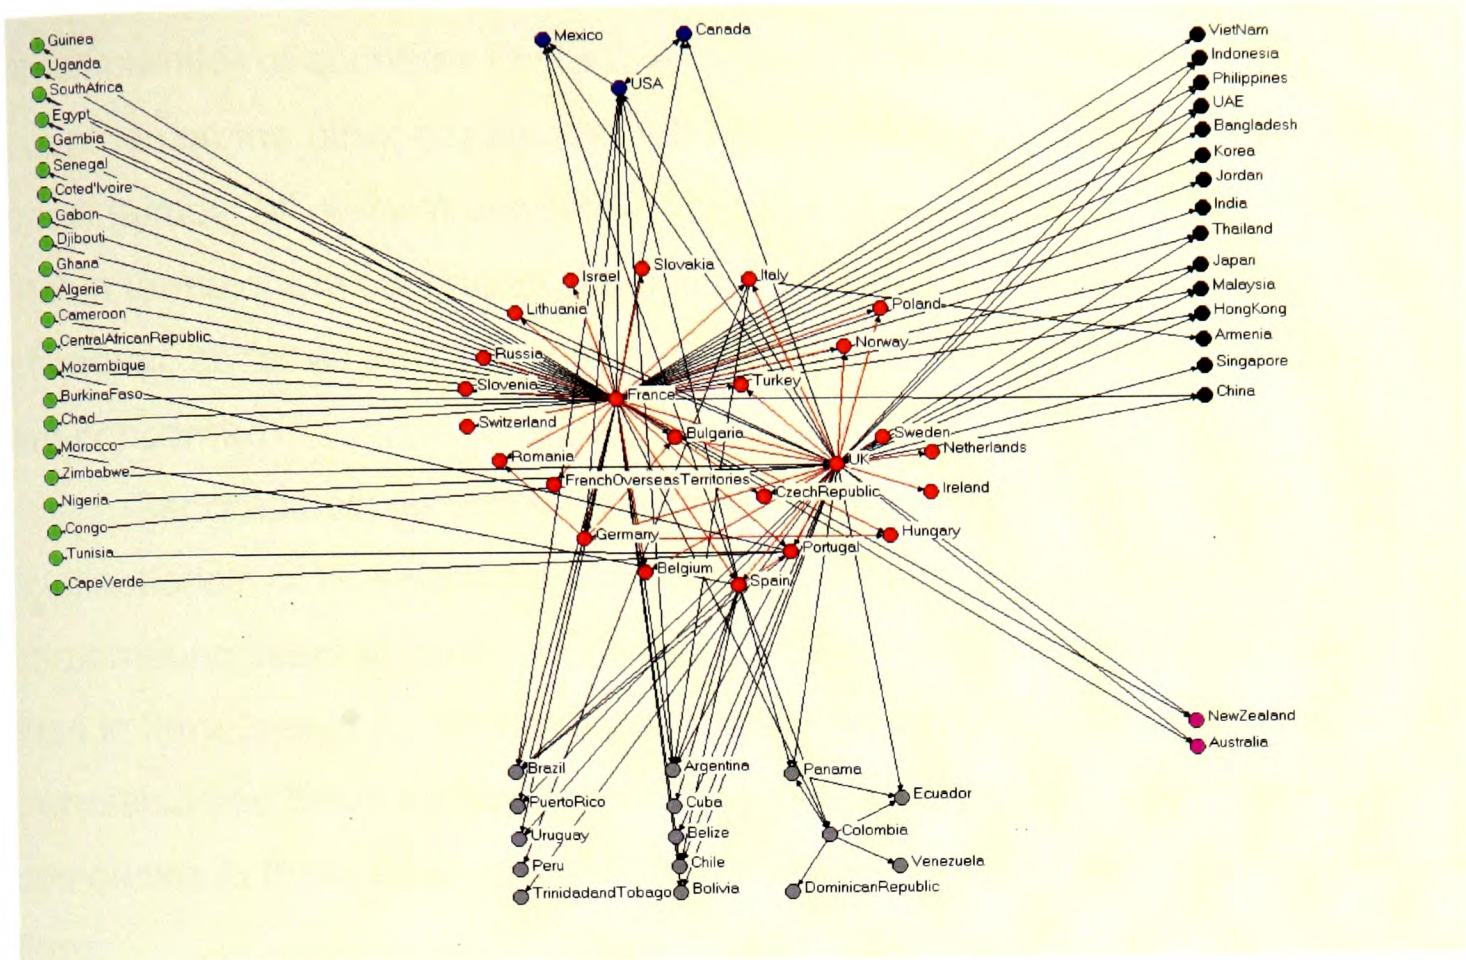 Guinea
Uganda
SouthAfrica
Egypt
Gambia
Senegal
Coted'Ivoire
Gabon
Djibouti
Ghana
Algeria
Cameroon
CentralAfricanRepublic
Mozambique
BurkinaFaso
Chad
Morocco
Zimbabwe
Nigeria
Congo
Tunisia
CapeVerde
Mexico
Canada
USA
Israel
Slovakia
Italy
Lithuania
Poland
Russia
Norway
Slovenia
Turkey
France
Switzerland
Bulgaria
Sweden
Romania
UK
Netherlands
FrenchOverseasTerritories
CzechRepublic
Ireland
Germany
Hungary
Portugal
Belgium
Spain
VietNam
Indonesia
Philippines
UAE
Bangladesh
Korea
Jordan
India
Thailand
Japan
Malaysia
HongKong
Armenia
Singapore
China
NewZealand
Australia
Brazil
Argentina
Panama
PuertoRico
Cuba
Ecuador
Uruguay
Belize
Colombia
Peru
Chile
Venezuela
TrinidadandTobago
Bolivia
DominicanRepublic